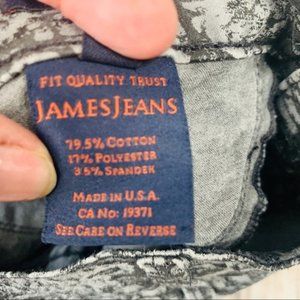 FIT QUALITY TRUST
JAMESJEANS
79.5% COTTON
17% POLYESTER
3.5% SPANDEX
MADE IN U.S.A.
CA NO: 19371
SEE CARE ON REVERSE